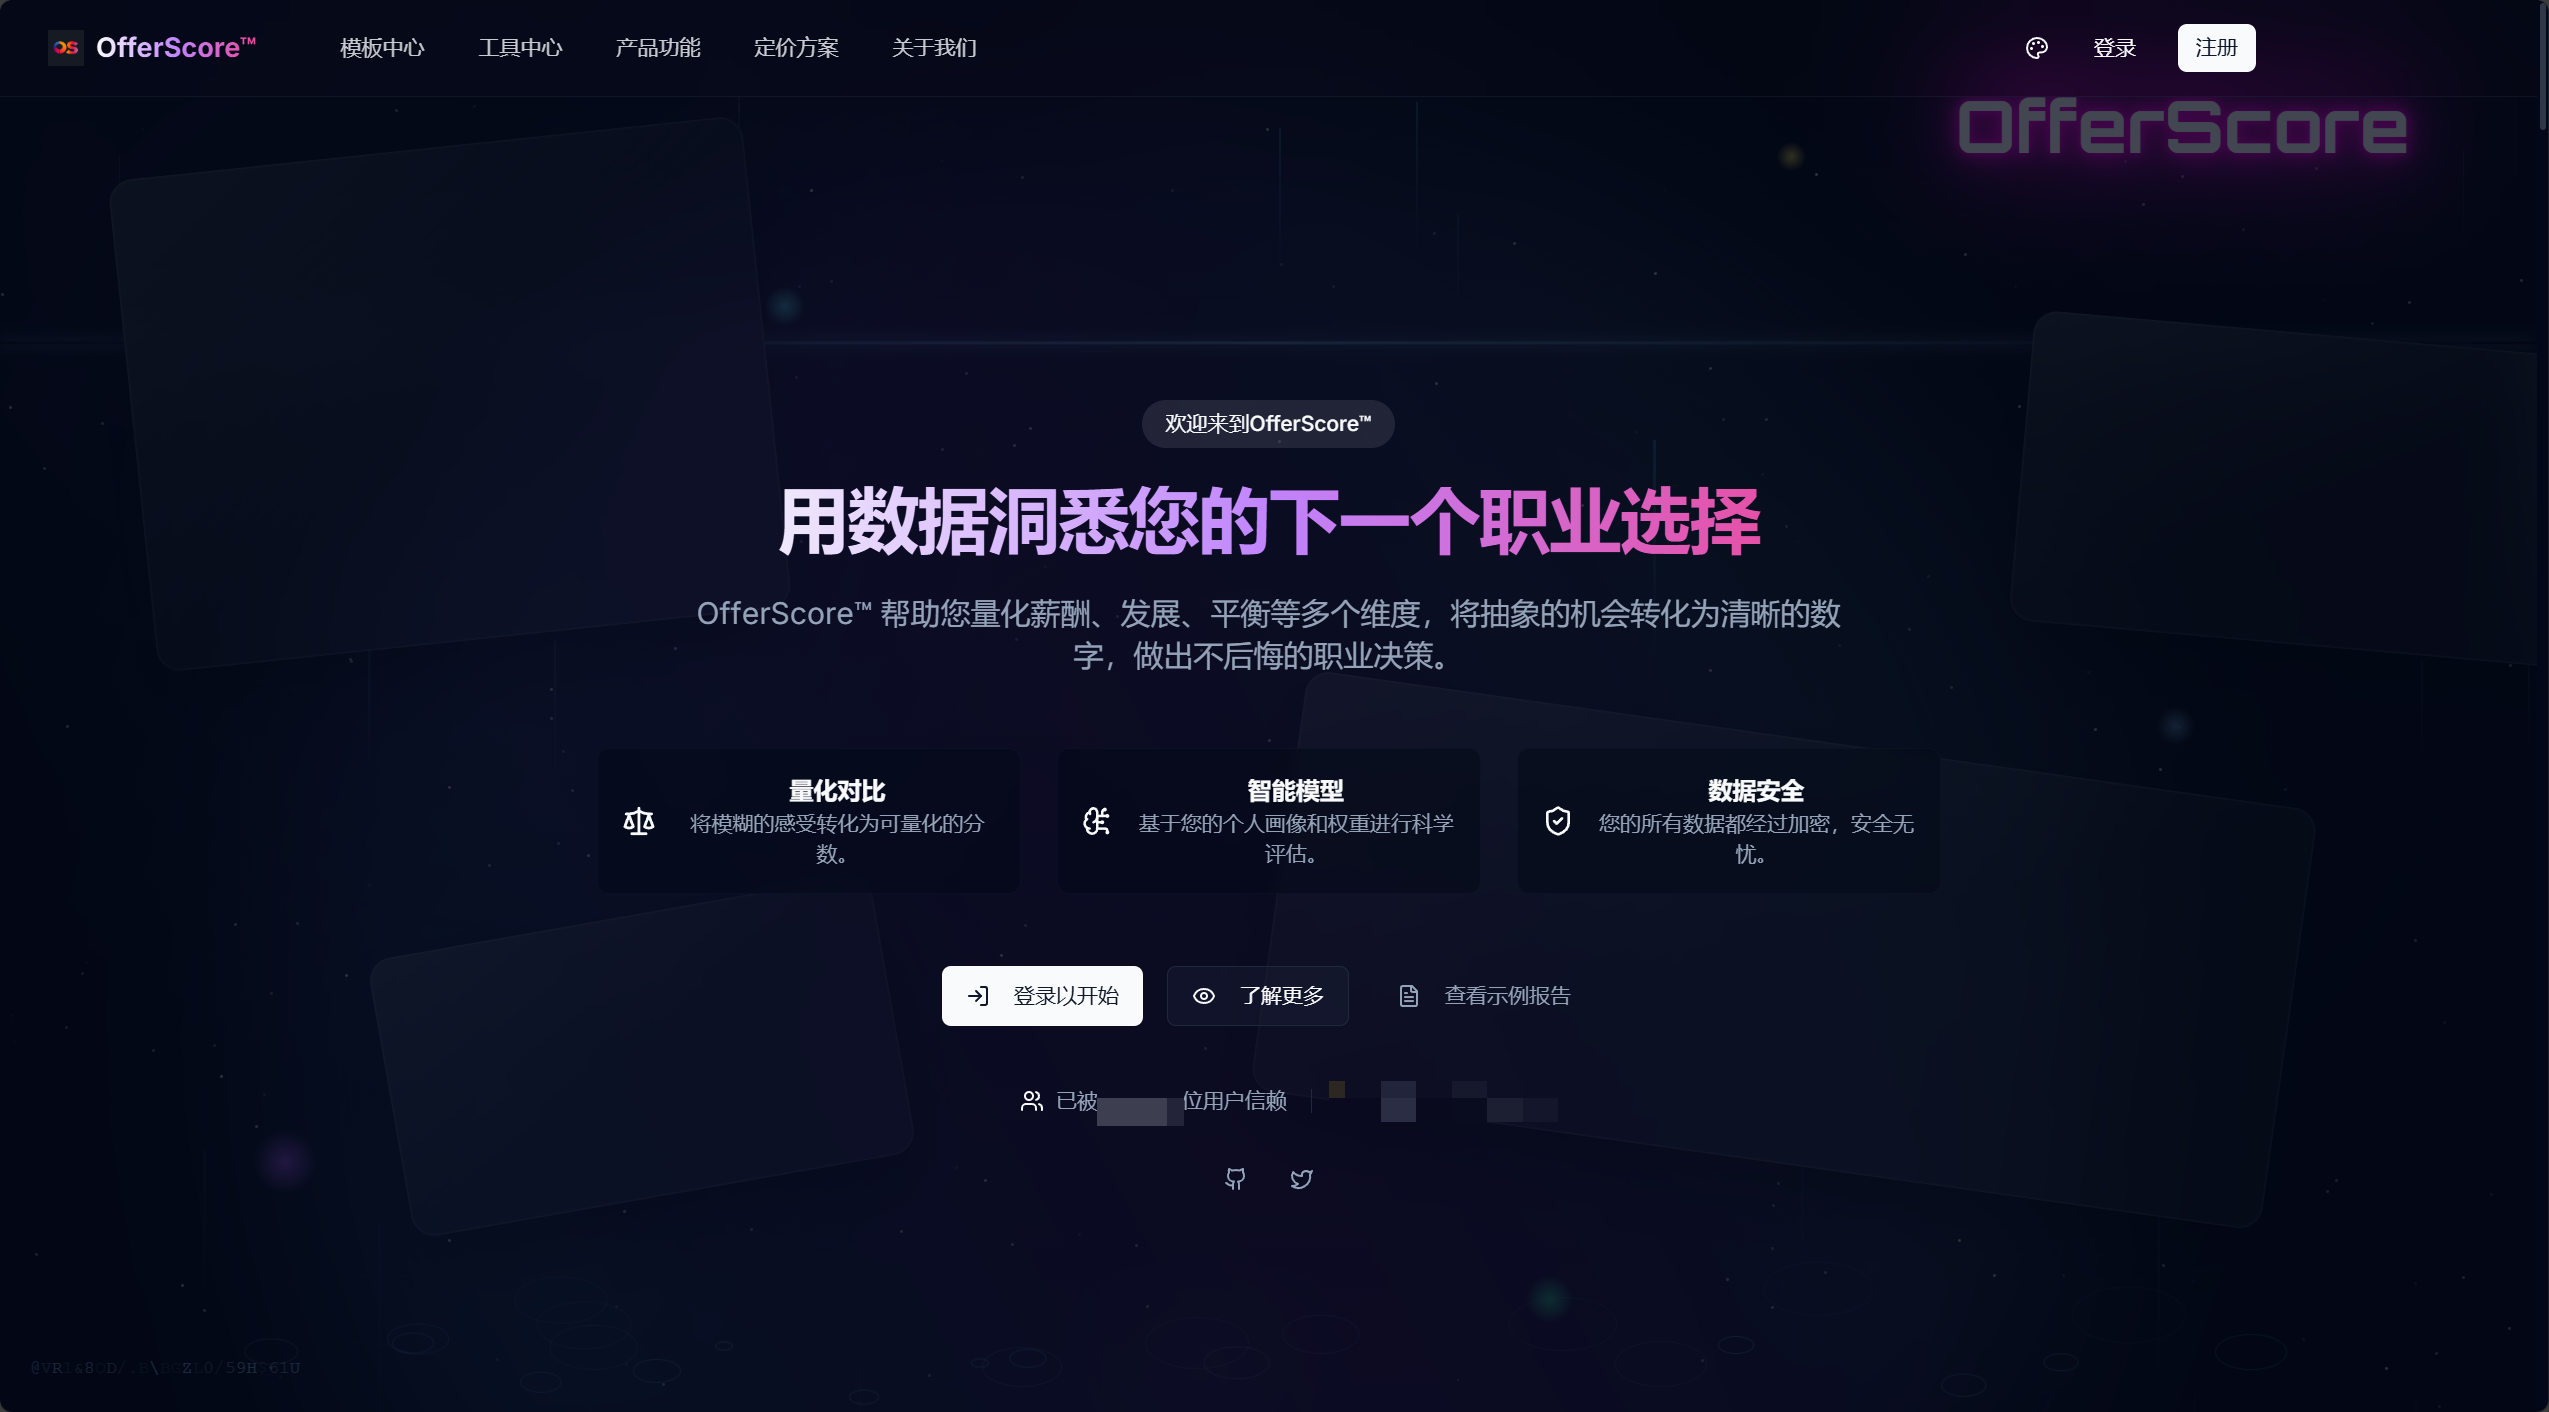 OS OfferScore™ 模板中心 工具中心 产品功能 定价方案 关于我们 登录 注册
OfferScore
欢迎来到OfferScore™
用数据洞悉您的下一个职业选择
OfferScore™ 帮助您量化薪酬、发展、平衡等多个维度，将抽象的机会转化为清晰的数
字，做出不后悔的职业决策。
量化对比
将模糊的感受转化为可量化的分
数。
智能模型
基于您的个人画像和权重进行科学
评估。
数据安全
您的所有数据都经过加密，安全无
忧。
登录以开始 了解更多 查看示例报告
已被 位用户信赖